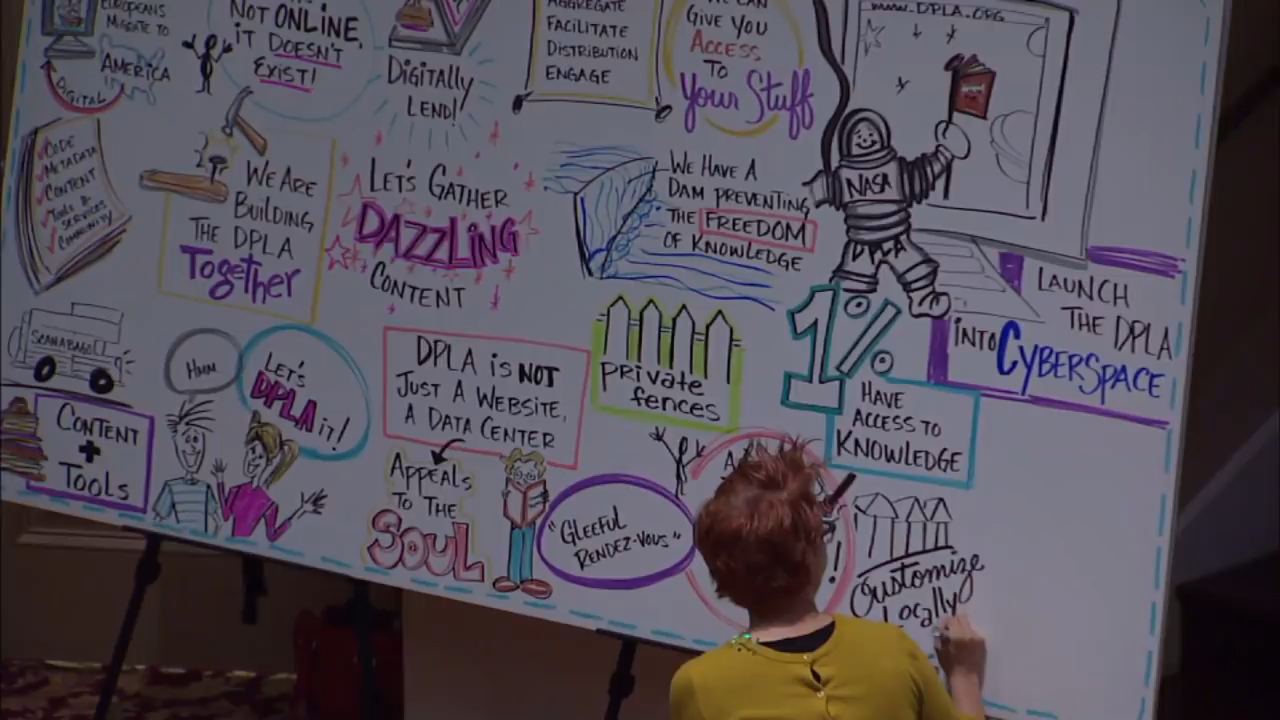 EUROPEANS
MIGRATE TO
AMERICA
DIGITAL
NOT ONLINE,
IT DOESN'T
EXIST!
DIGITALLY
LEND!
AGGREGATE
FACILITATE
DISTRIBUTION
ENGAGE
WE CAN
GIVE YOU
ACCESS
TO
Your Stuff
www.DPLA.ORG
NASA
DPLA
CODE
METADATA
CONTENT
TOOLS &
SERVICES
COMMUNITY
WE ARE
BUILDING
THE DPLA
TOGETHER
LET'S GATHER
DAZZLING
CONTENT
WE HAVE A
DAM PREVENTING
THE FREEDOM
OF KNOWLEDGE
LAUNCH
THE DPLA
INTO CYBERSPACE
SCANABAGO
HMM
LET'S
DPLA IT!
DPLA IS NOT
JUST A WEBSITE,
A DATA CENTER
PRIVATE
FENCES
1%
HAVE
ACCESS TO
KNOWLEDGE
CONTENT
+
TOOLS
APPEALS
TO THE
SOUL
"GLEEFUL
RENDEZ-VOUS"
!
Customize
Locally